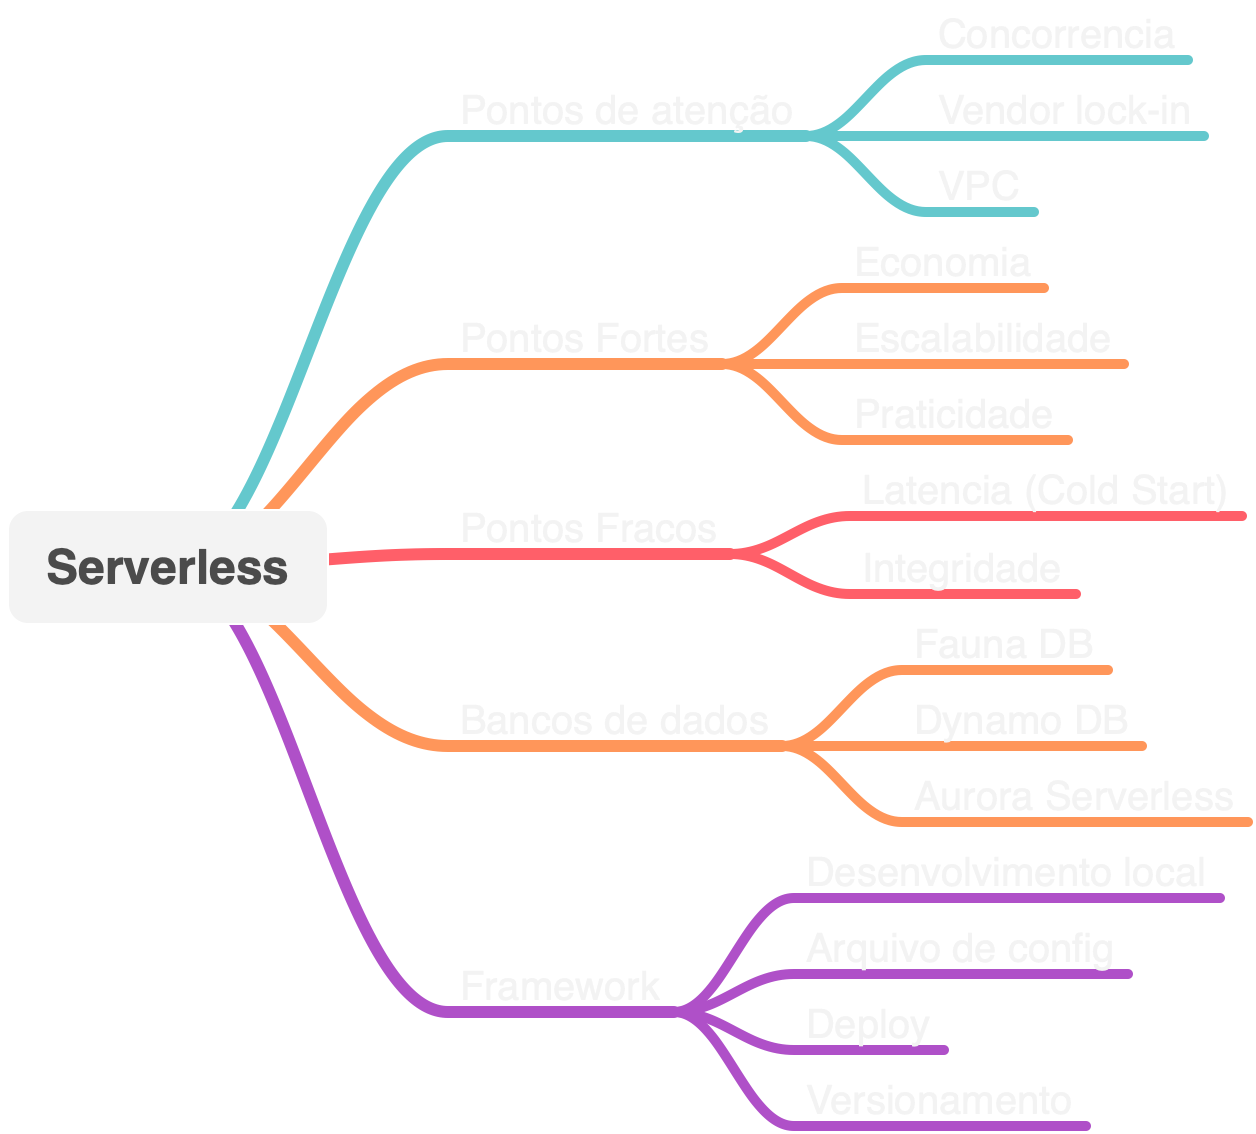 Serverless
Pontos de atenção
Concorrencia
Vendor lock-in
VPC
Pontos Fortes
Economia
Escalabilidade
Praticidade
Pontos Fracos
Latencia (Cold Start)
Integridade
Bancos de dados
Fauna DB
Dynamo DB
Aurora Serverless
Framework
Desenvolvimento local
Arquivo de config
Deploy
Versionamento